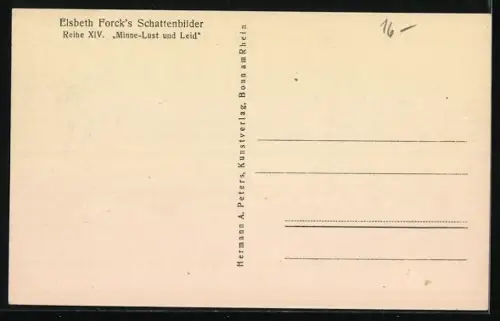 Elsbeth Forck's Schattenbilder
Reihe XIV. „Minne-Lust und Leid"
16-
Hermann A. Peters, Kunstverlag, Bonn am Rhein